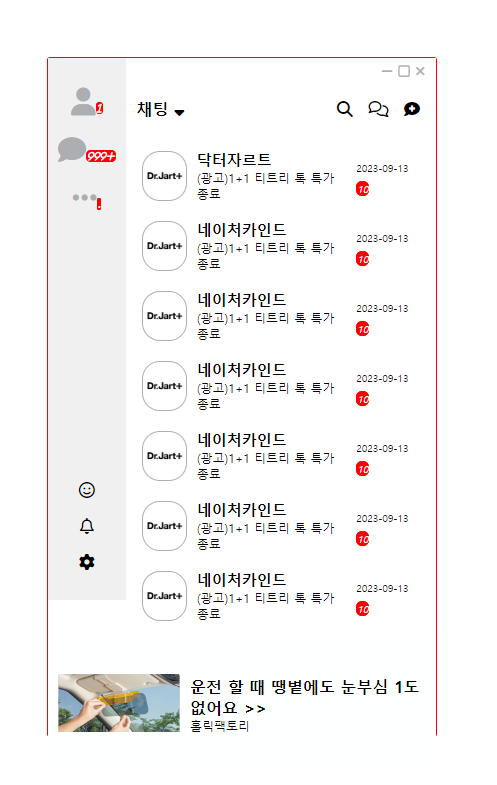 1
채팅
999+
닥터자르트
Dr.Jart+
(광고)1+1 티트리 톡 특가
종료
2023-09-13
10
네이처카인드
Dr.Jart+
(광고)1+1 티트리 톡 특가
종료
2023-09-13
10
네이처카인드
Dr.Jart+
(광고)1+1 티트리 톡 특가
종료
2023-09-13
10
네이처카인드
Dr.Jart+
(광고)1+1 티트리 톡 특가
종료
2023-09-13
10
네이처카인드
Dr.Jart+
(광고)1+1 티트리 톡 특가
종료
2023-09-13
10
네이처카인드
Dr.Jart+
(광고)1+1 티트리 톡 특가
종료
2023-09-13
10
네이처카인드
Dr.Jart+
(광고)1+1 티트리 톡 특가
종료
2023-09-13
10
운전 할 때 땡볕에도 눈부심 1도
없어요 >>
홀릭팩토리